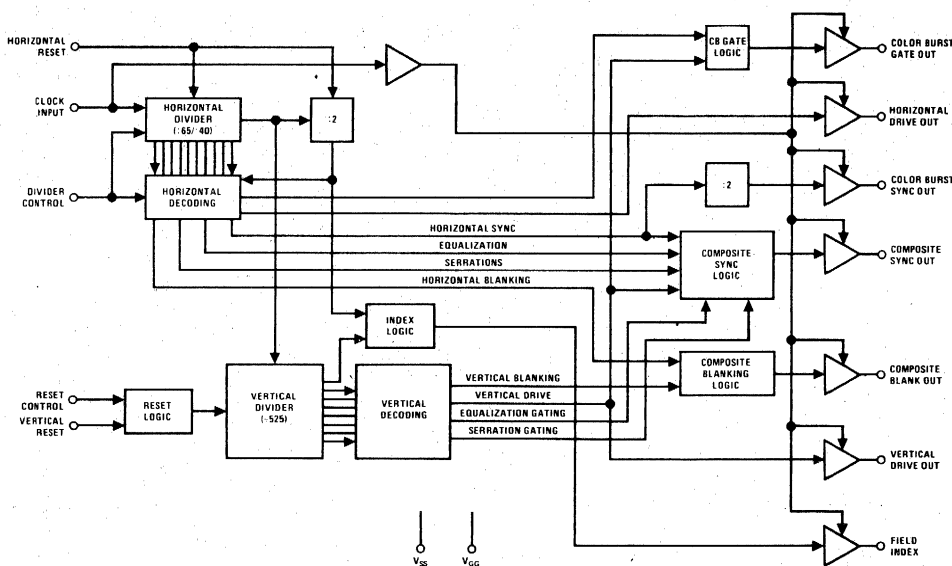 HORIZONTAL
RESET
CLOCK
INPUT
DIVIDER
CONTROL
HORIZONTAL
DIVIDER
(÷65/÷40)
:2
HORIZONTAL
DECODING
CB GATE
LOGIC
COLOR BURST
GATE OUT
HORIZONTAL
DRIVE OUT
:2
COLOR BURST
SYNC OUT
HORIZONTAL SYNC
EQUALIZATION
SERRATIONS
HORIZONTAL BLANKING
COMPOSITE
SYNC
LOGIC
COMPOSITE
SYNC OUT
INDEX
LOGIC
RESET
CONTROL
VERTICAL
RESET
RESET
LOGIC
VERTICAL
DIVIDER
(÷525)
VERTICAL
DECODING
VERTICAL BLANKING
VERTICAL DRIVE
EQUALIZATION GATING
SERRATION GATING
COMPOSITE
BLANKING
LOGIC
COMPOSITE
BLANK OUT
VERTICAL
DRIVE OUT
FIELD
INDEX
VSS
VGG